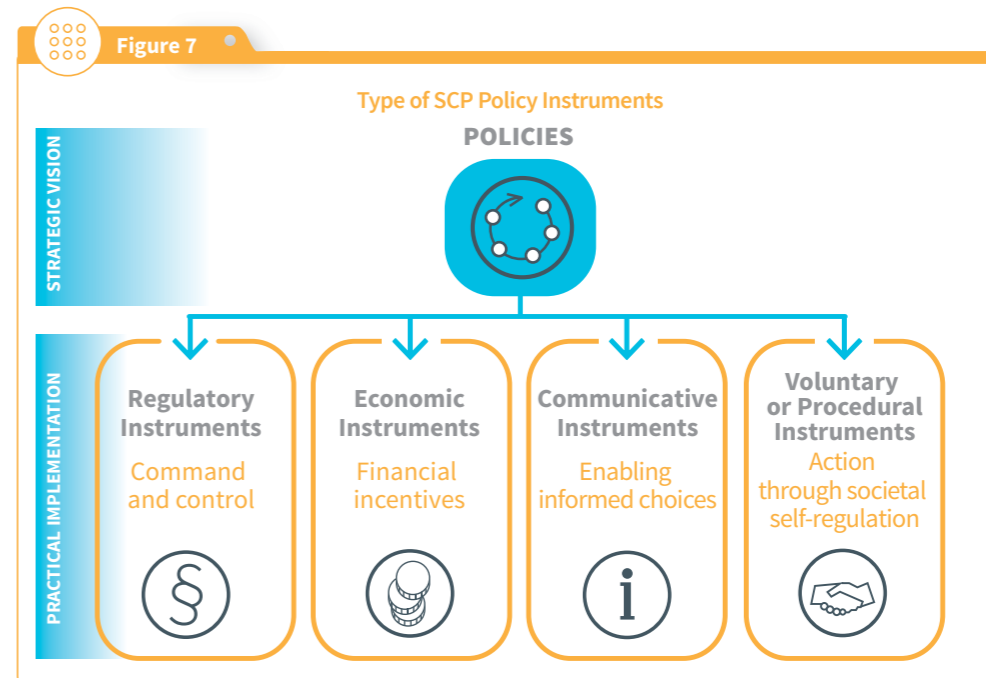 Figure 7
Type of SCP Policy Instruments
POLICIES
STRATEGIC VISION
PRACTICAL IMPLEMENTATION
Regulatory
Instruments
Command
and control
§
Economic
Instruments
Financial
incentives
Communicative
Instruments
Enabling
informed choices
i
Voluntary
or Procedural
Instruments
Action
through societal
self-regulation